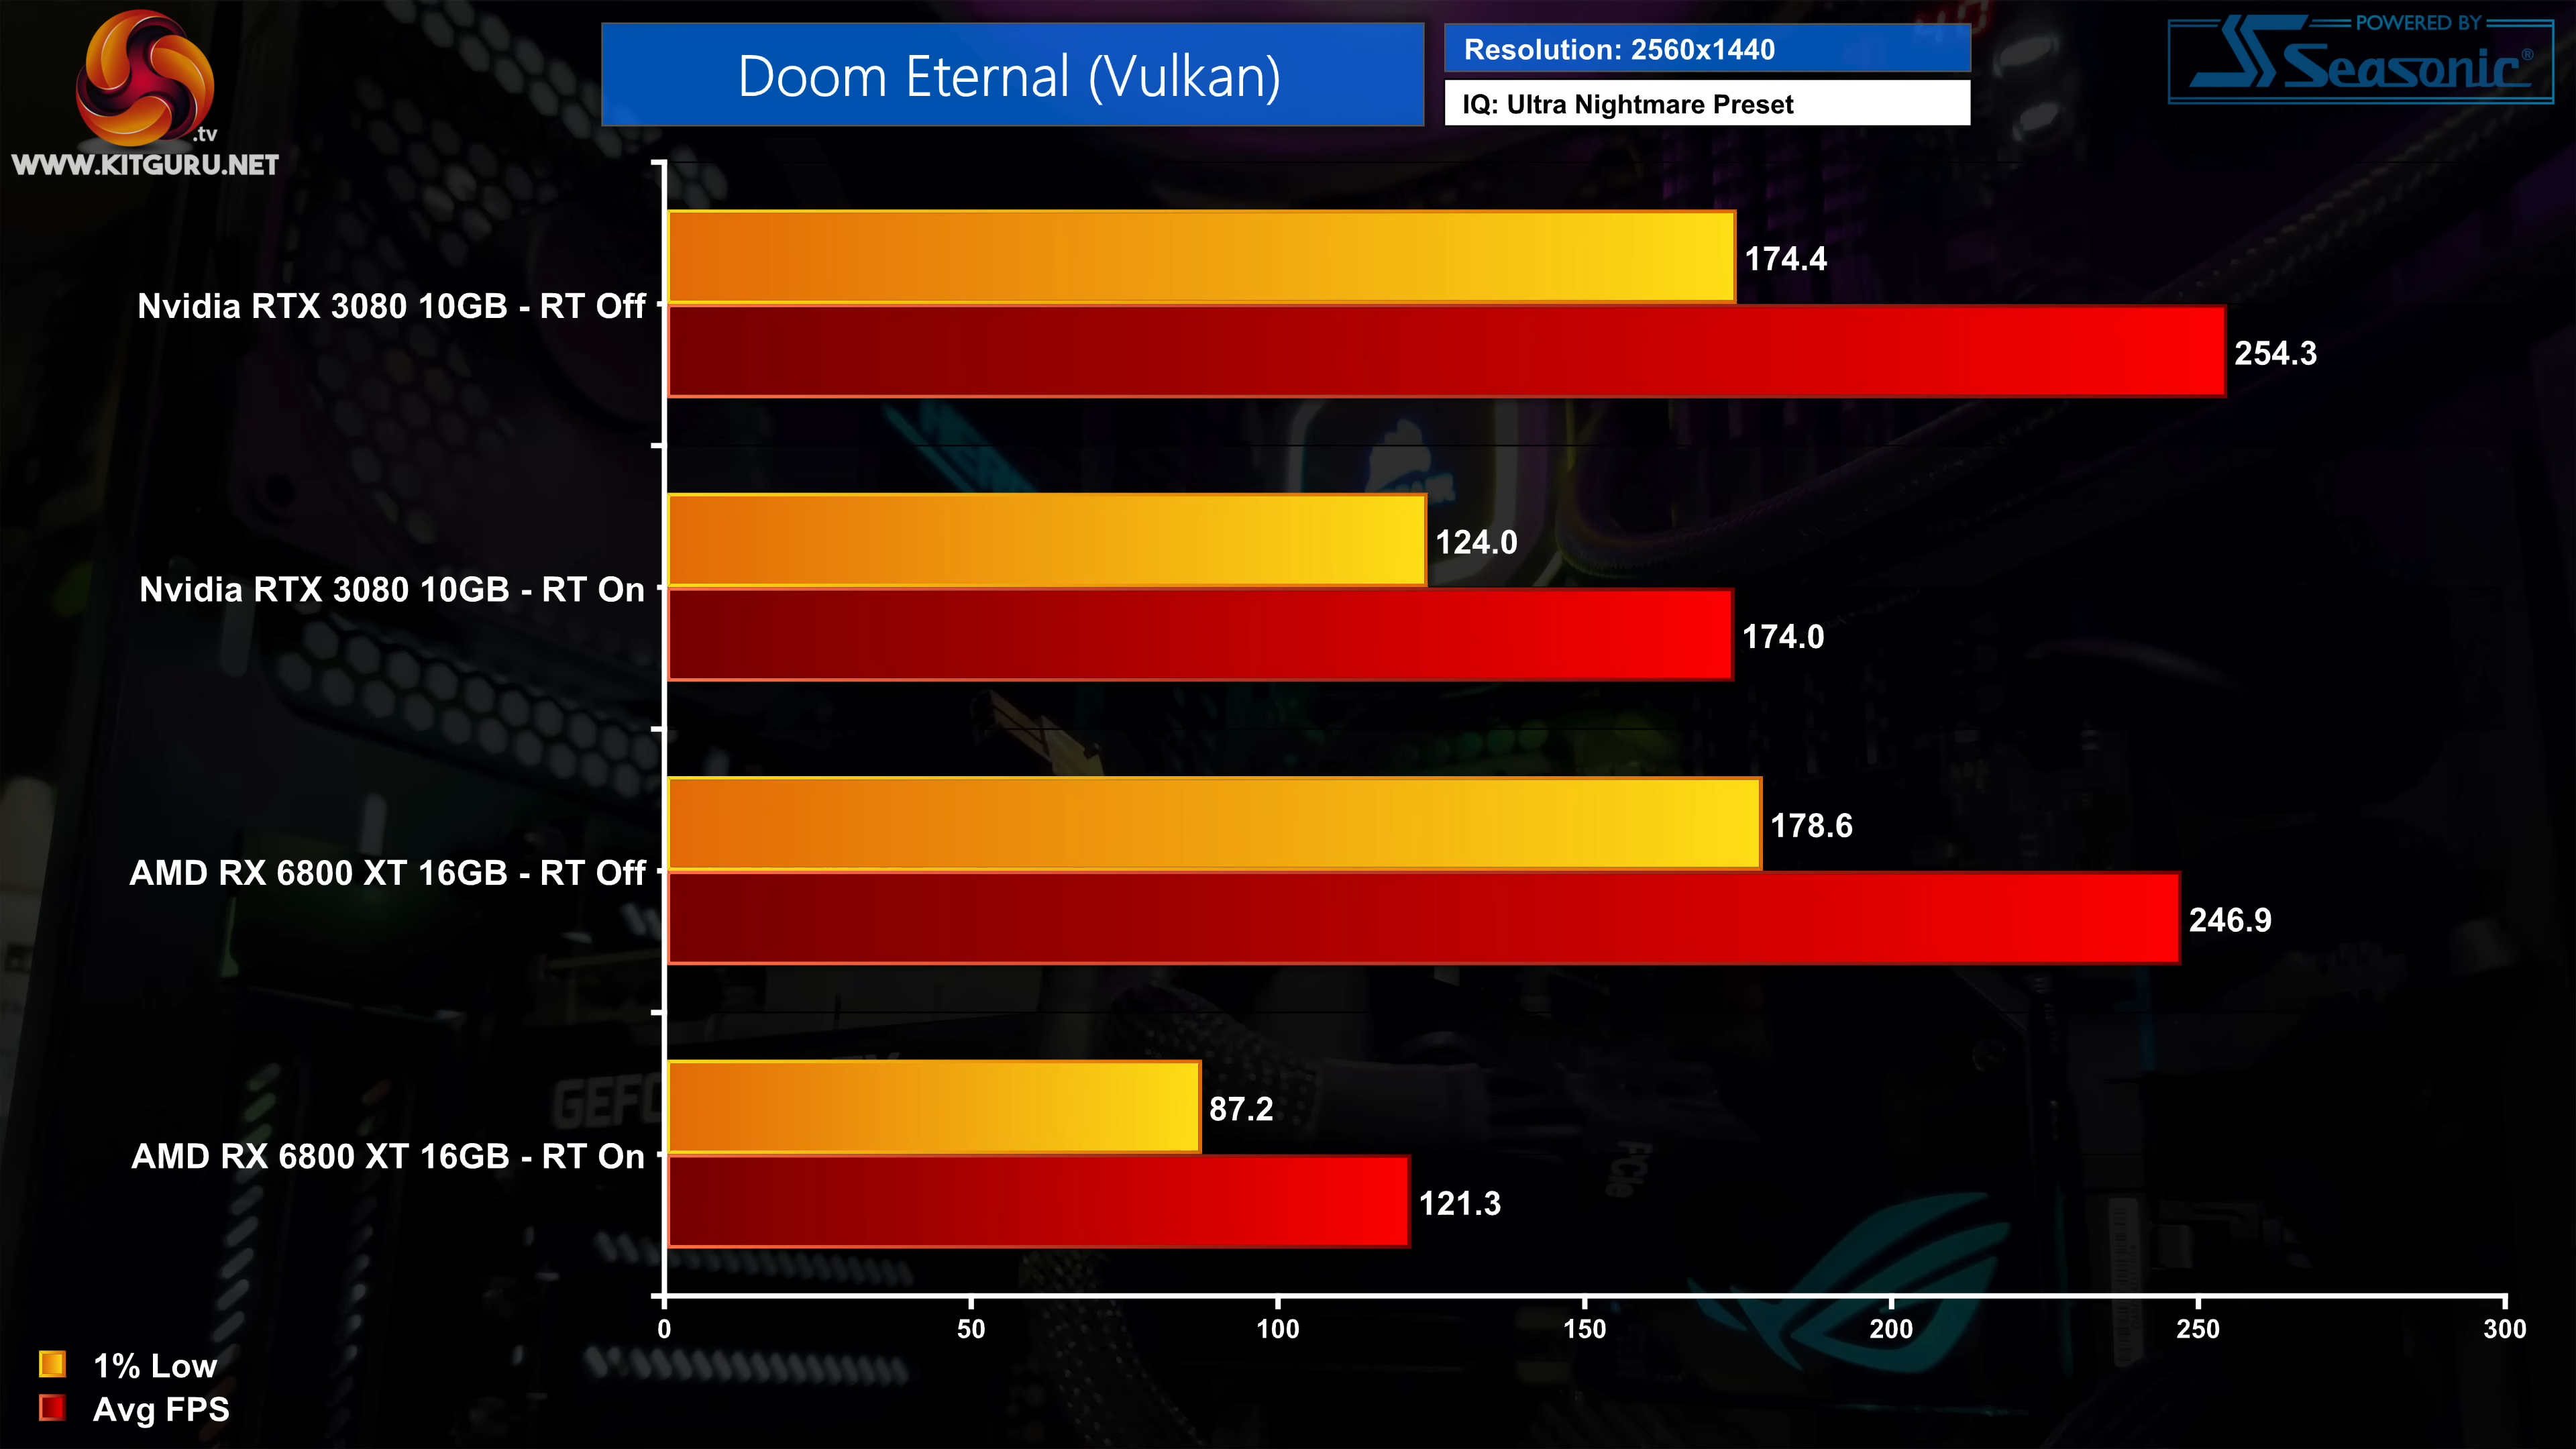 .tv
WWW.KITGURU.NET
Doom Eternal (Vulkan)
Resolution: 2560x1440
IQ: Ultra Nightmare Preset
POWERED BY
Seasonic®
Nvidia RTX 3080 10GB - RT Off
174.4
254.3
Nvidia RTX 3080 10GB - RT On
124.0
174.0
AMD RX 6800 XT 16GB - RT Off
178.6
246.9
AMD RX 6800 XT 16GB - RT On
87.2
121.3
GEFO
PCIe
0 50 100 150 200 250 300
1% Low
Avg FPS